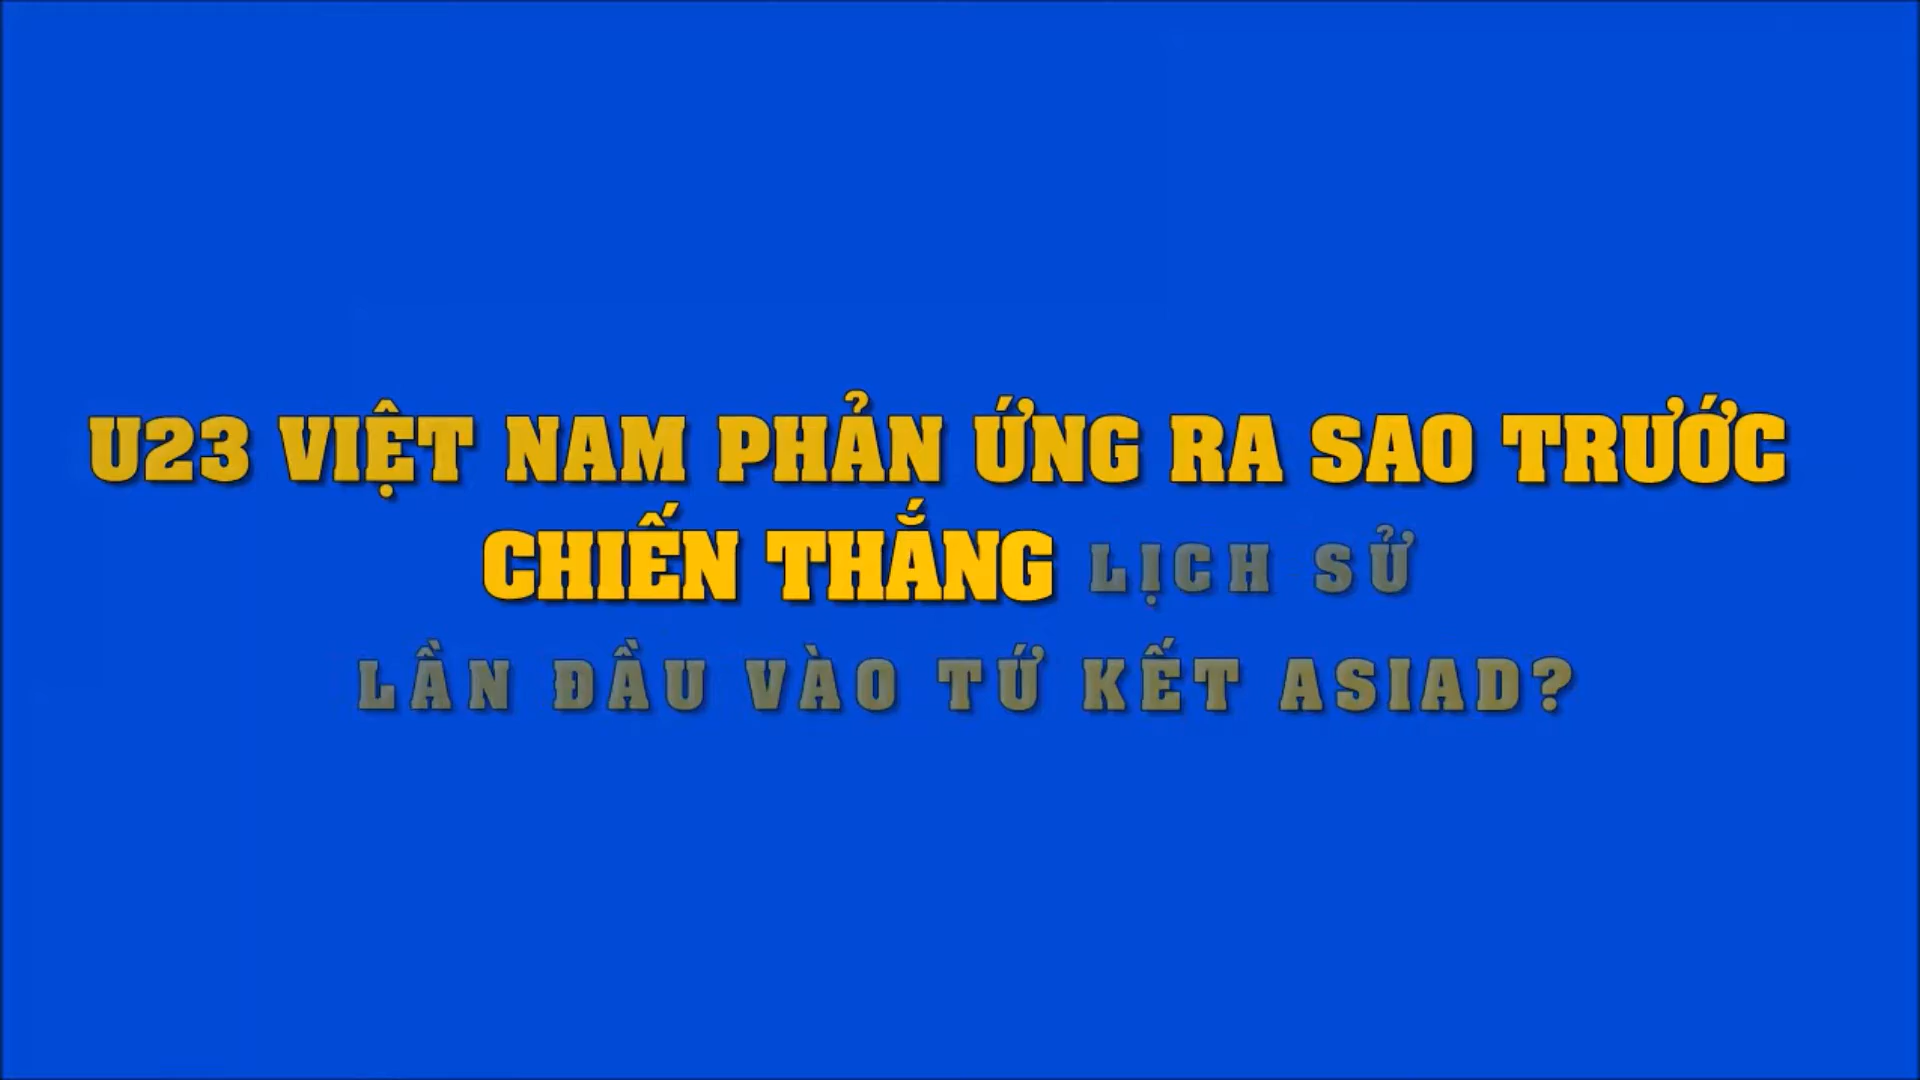 U23 VIỆT NAM PHẢN ỨNG RA SAO TRƯỚC
CHIẾN THẮNG LỊCH SỬ
LẦN ĐẦU VÀO TỨ KẾT ASIAD?